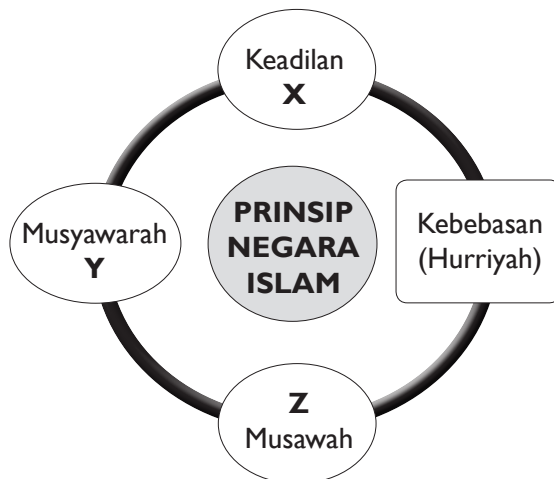 Keadilan
X
Musyawarah
Y
PRINSIP
NEGARA
ISLAM
Kebebasan
(Hurriyah)
Z
Musawah